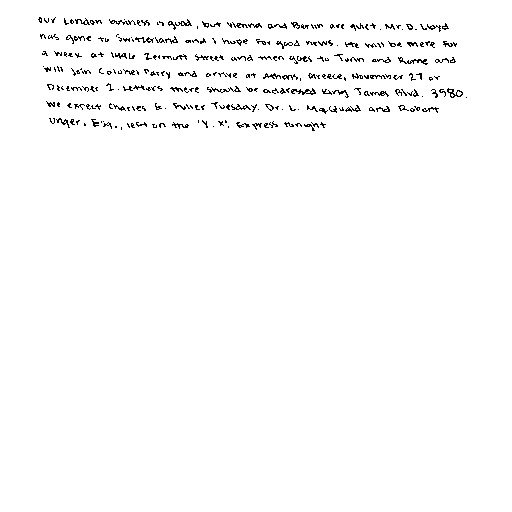 our London business is good, but Vienna and Berlin are quiet. Mr. D. Lloyd
has gone to Switzerland and I hope for good news. He will be there for
a week at 1496 Zermott Street and then goes to Turin and Rome and
will join Colonel Parry and arrive at Athens, Greece, November 27 or
December 2. Letters there should be addressed King James Blvd. 3580.
We expect Charles E. Fuller Tuesday. Dr. L. MacQuaid and Robert
Unger, Esq., left on the "Y.X". Express tonight